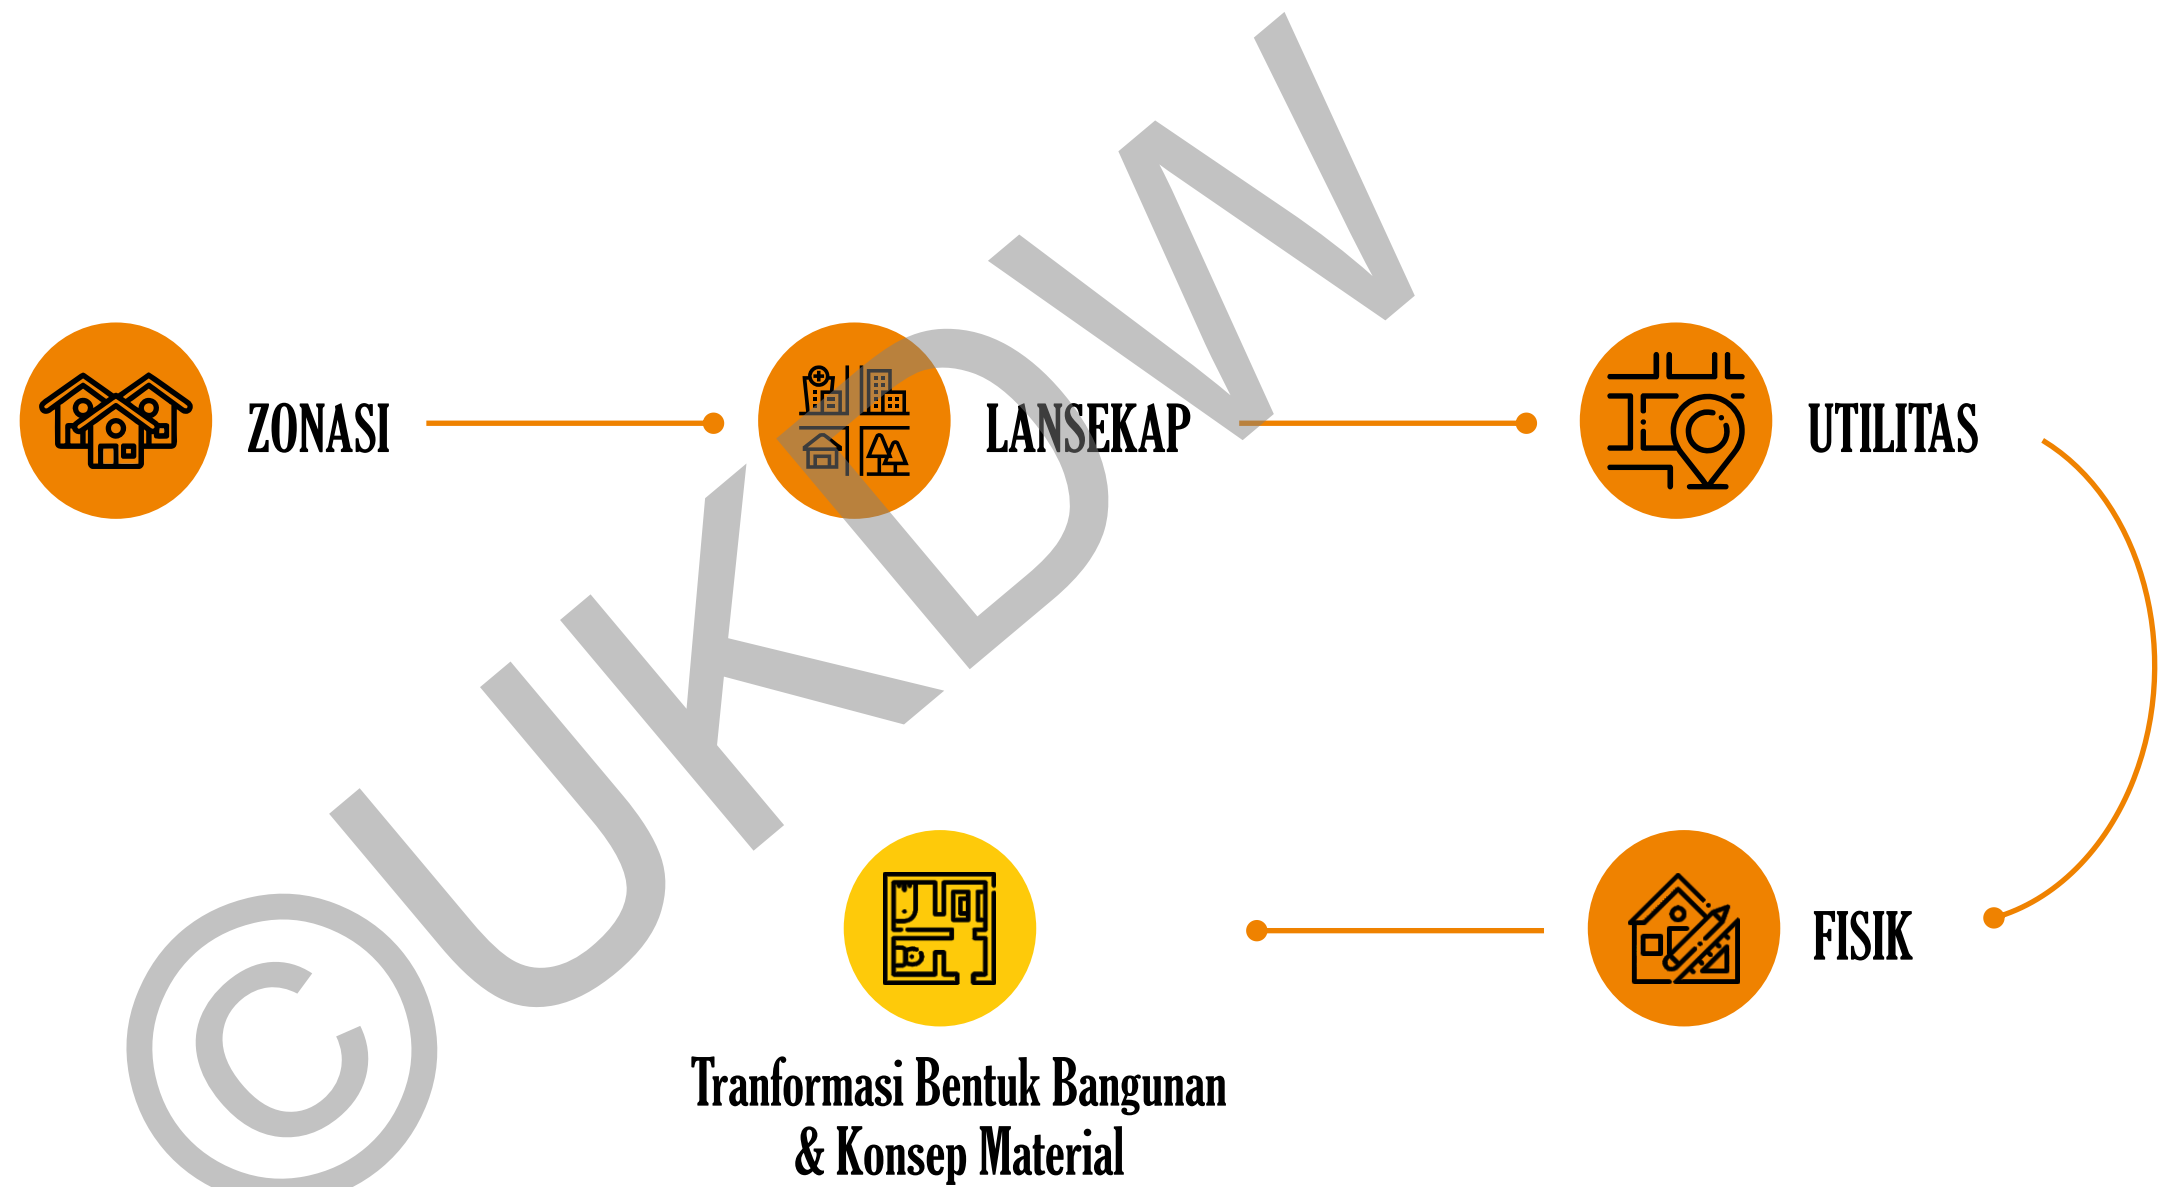 ZONASI
LANSEKAP
UTILITAS
FISIK
Tranformasi Bentuk Bangunan
& Konsep Material
©UKDW